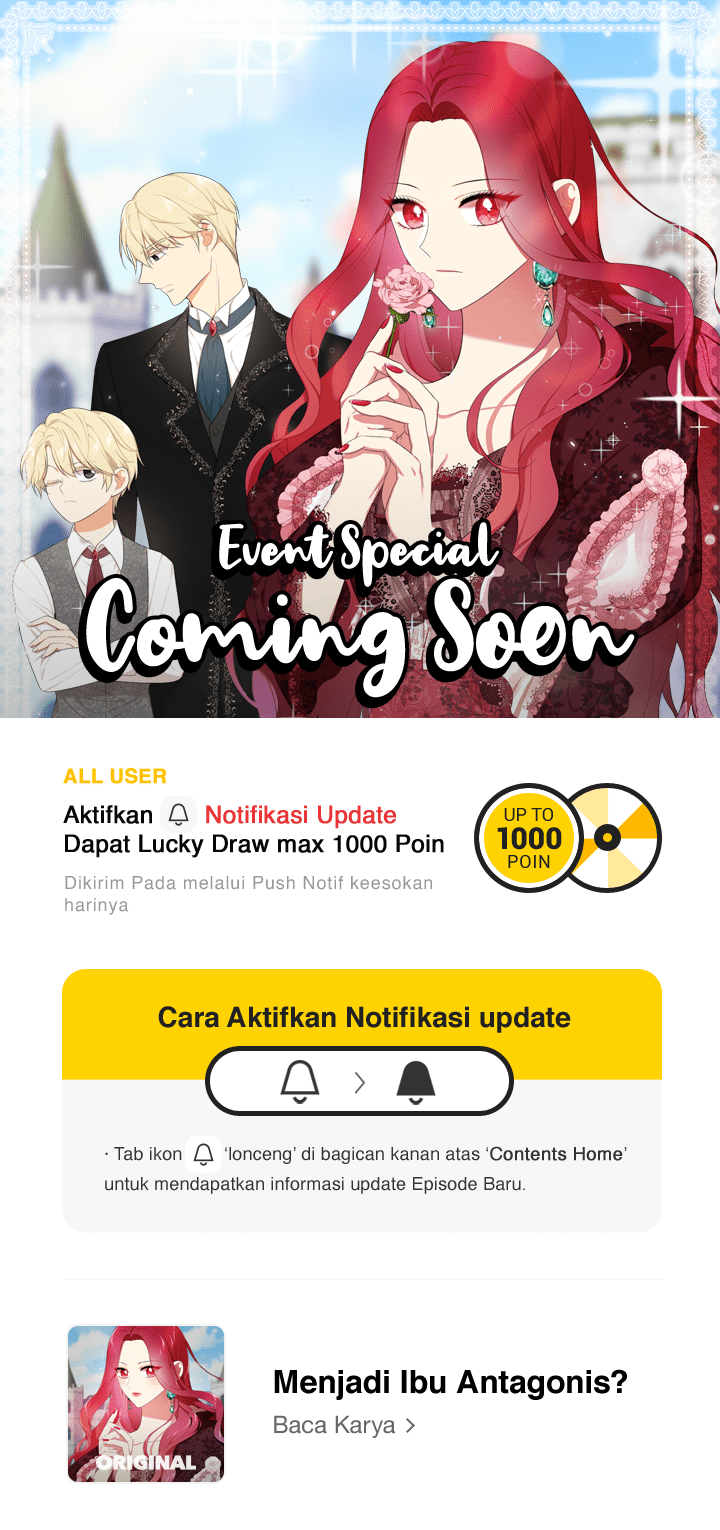 Event Special
Coming Soon
ALL USER
Aktifkan Notifikasi Update
Dapat Lucky Draw max 1000 Poin
Dikirim Pada melalui Push Notif keesokan
harinya
UP TO
1000
POIN
Cara Aktifkan Notifikasi update
· Tab ikon ‘lonceng’ di bagican kanan atas ‘Contents Home’
untuk mendapatkan informasi update Episode Baru.
ORIGINAL
Menjadi Ibu Antagonis?
Baca Karya >